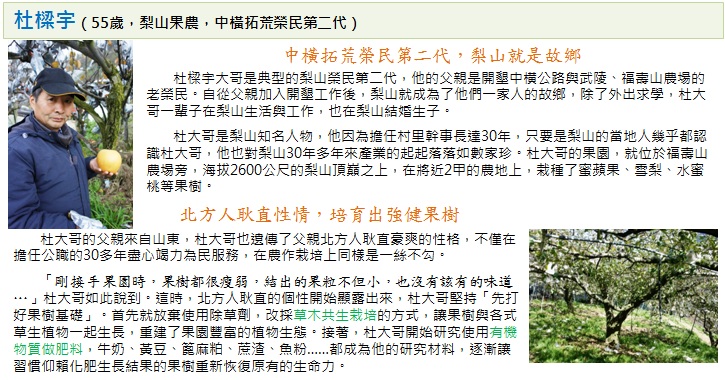 杜樑宇（55歲，梨山果農，中橫拓荒榮民第二代）
中橫拓荒榮民第二代，梨山就是故鄉
杜樑宇大哥是典型的梨山榮民第二代，他的父親是開墾中橫公路與武陵、福壽山農場的
老榮民。自從父親加入開墾工作後，梨山就成為了他們一家人的故鄉，除了外出求學，杜大
哥一輩子在梨山生活與工作，也在梨山結婚生子。
杜大哥是梨山知名人物，他因為擔任村里幹事長達30年，只要是梨山的當地人幾乎都認
識杜大哥，他也對梨山30年多年來產業的起起落落如數家珍。杜大哥的果園，就位於福壽山
農場旁，海拔2600公尺的梨山頂巔之上，在將近2甲的農地上，栽種了蜜蘋果、雪梨、水蜜
桃等果樹。
北方人耿直性情，培育出強健果樹
杜大哥的父親來自山東，杜大哥也遺傳了父親北方人耿直豪爽的性格，不僅在
擔任公職的30多年盡心竭力為民服務，在農作栽培上同樣是一絲不勾。
「剛接手果園時，果樹都很瘦弱，結出的果粒不但小，也沒有該有的味道
…」杜大哥如此說到。這時，北方人耿直的個性開始顯露出來，杜大哥堅持「先打
好果樹基礎」。首先就放棄使用除草劑，改採草木共生栽培的方式，讓果樹與各式
草生植物一起生長，重建了果園豐富的植物生態。接著，杜大哥開始研究使用有機
物質做肥料，牛奶、黃豆、蓖麻粕、蔗渣、魚粉……都成為他的研究材料，逐漸讓
習慣仰賴化肥生長結果的果樹重新恢復原有的生命力。